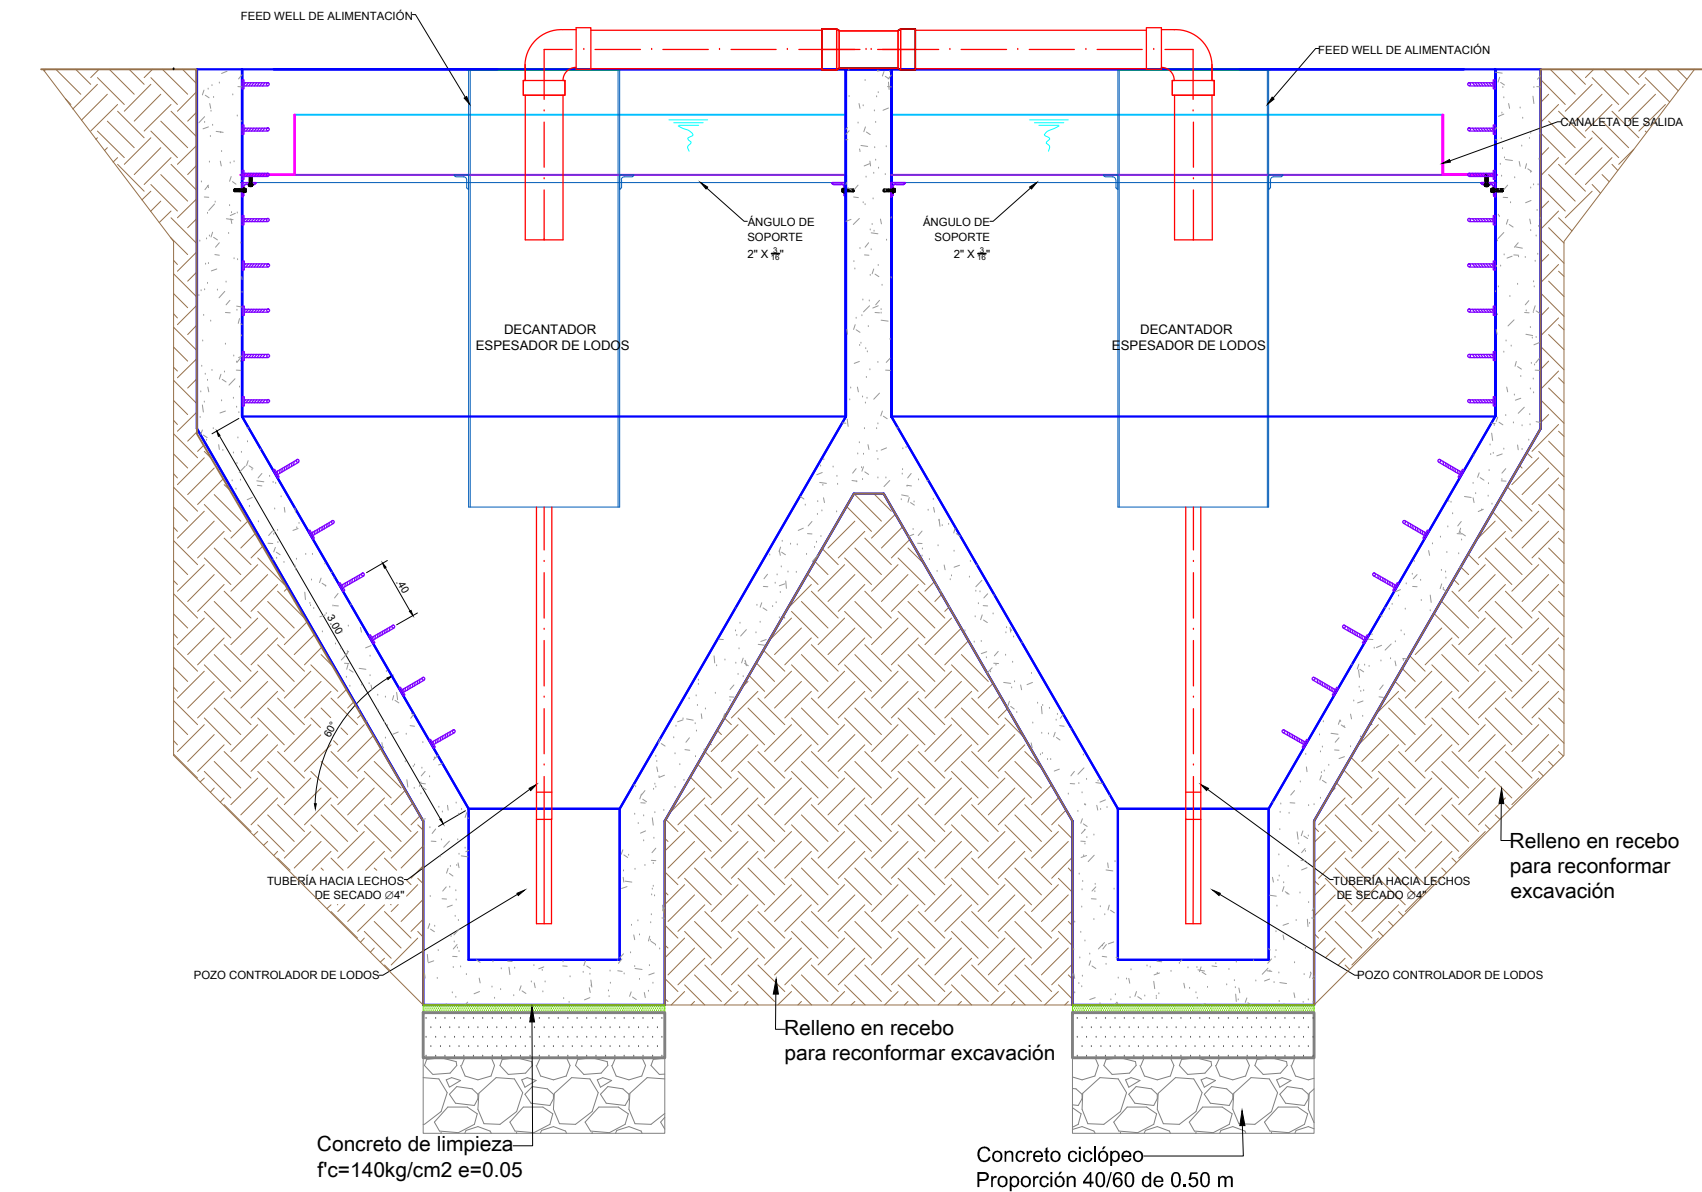 FEED WELL DE ALIMENTACIÓN
FEED WELL DE ALIMENTACIÓN
CANALETA DE SALIDA
ÁNGULO DE
SOPORTE
2" X 3/16"
ÁNGULO DE
SOPORTE
2" X 3/16"
DECANTADOR
ESPESADOR DE LODOS
DECANTADOR
ESPESADOR DE LODOS
40
3.00
60°
TUBERÍA HACIA LECHOS
DE SECADO ∅4"
TUBERÍA HACIA LECHOS
DE SECADO ∅4"
Relleno en recebo
para reconformar
excavación
POZO CONTROLADOR DE LODOS
POZO CONTROLADOR DE LODOS
Relleno en recebo
para reconformar excavación
Concreto de limpieza
f'c=140kg/cm2 e=0.05
Concreto ciclópeo
Proporción 40/60 de 0.50 m